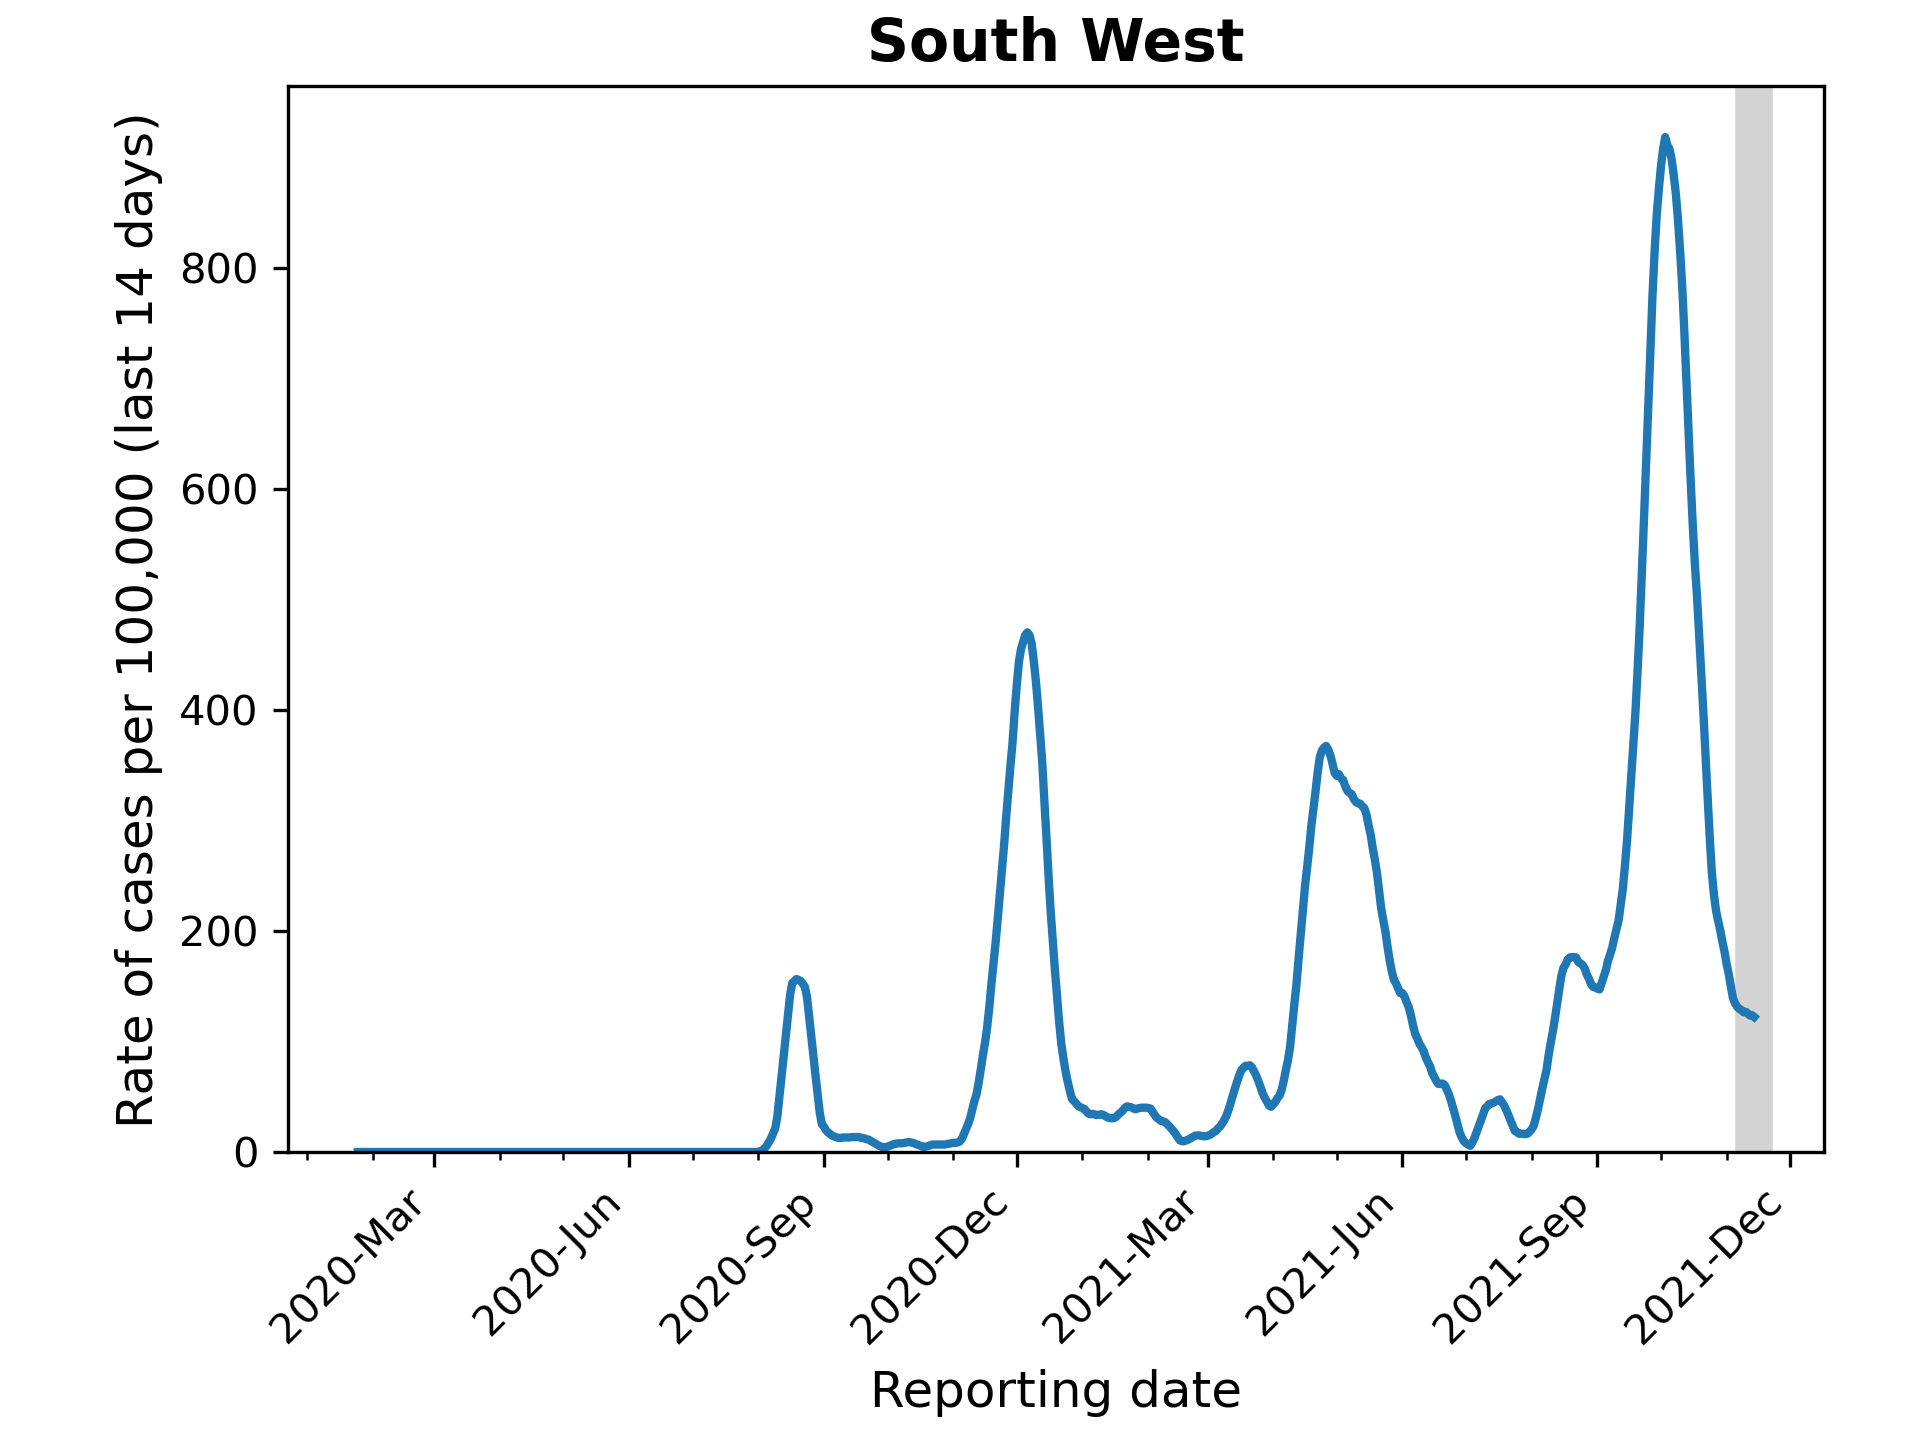 South West
Rate of cases per 100,000 (last 14 days)
800
600
400
200
0
2020-Mar
2020-Jun
2020-Sep
2020-Dec
2021-Mar
2021-Jun
2021-Sep
2021-Dec
Reporting date